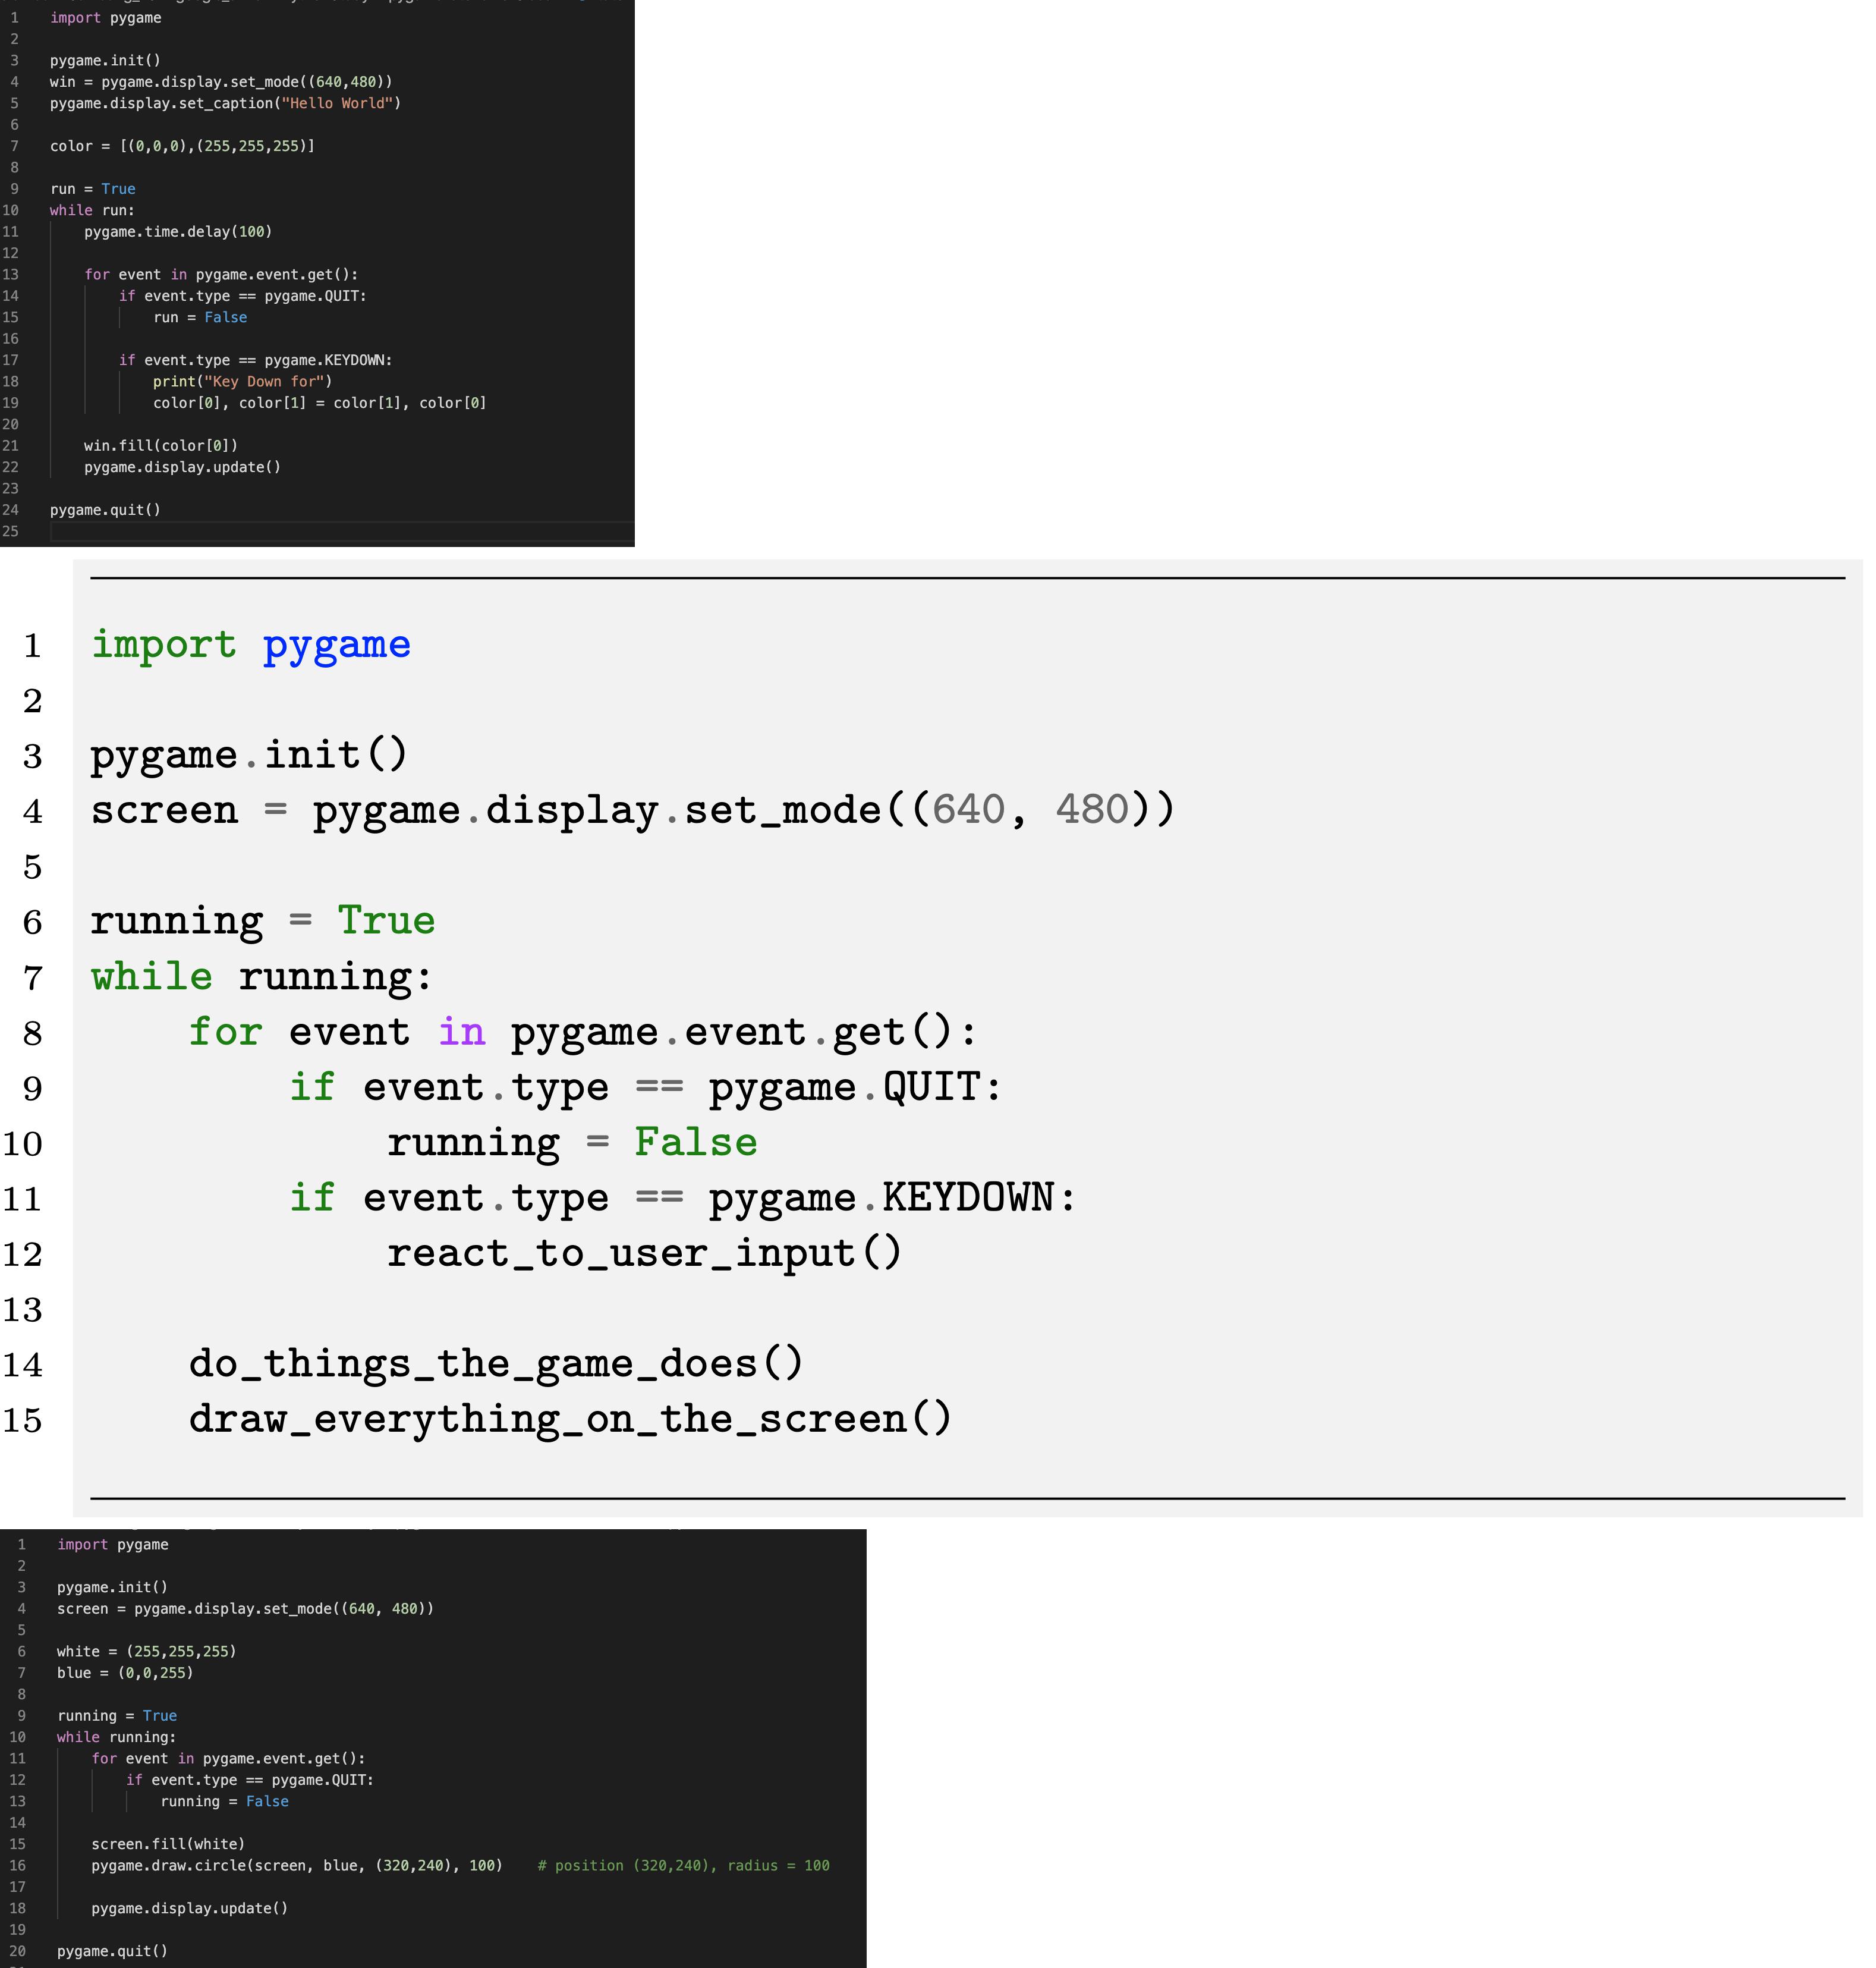 1 import pygame
2
3 pygame.init()
4 win = pygame.display.set_mode((640,480))
5 pygame.display.set_caption("Hello World")
6
7 color = [(0,0,0),(255,255,255)]
8
9 run = True
10 while run:
11     pygame.time.delay(100)
12
13     for event in pygame.event.get():
14         if event.type == pygame.QUIT:
15             run = False
16
17         if event.type == pygame.KEYDOWN:
18             print("Key Down for")
19             color[0], color[1] = color[1], color[0]
20
21     win.fill(color[0])
22     pygame.display.update()
23
24 pygame.quit()
25
1 import pygame
2
3 pygame.init()
4 screen = pygame.display.set_mode((640, 480))
5
6 running = True
7 while running:
8     for event in pygame.event.get():
9         if event.type == pygame.QUIT:
10             running = False
11         if event.type == pygame.KEYDOWN:
12             react_to_user_input()
13
14     do_things_the_game_does()
15     draw_everything_on_the_screen()
1 import pygame
2
3 pygame.init()
4 screen = pygame.display.set_mode((640, 480))
5
6 white = (255,255,255)
7 blue = (0,0,255)
8
9 running = True
10 while running:
11     for event in pygame.event.get():
12         if event.type == pygame.QUIT:
13             running = False
14
15     screen.fill(white)
16     pygame.draw.circle(screen, blue, (320,240), 100)    # position (320,240), radius = 100
17
18     pygame.display.update()
19
20 pygame.quit()